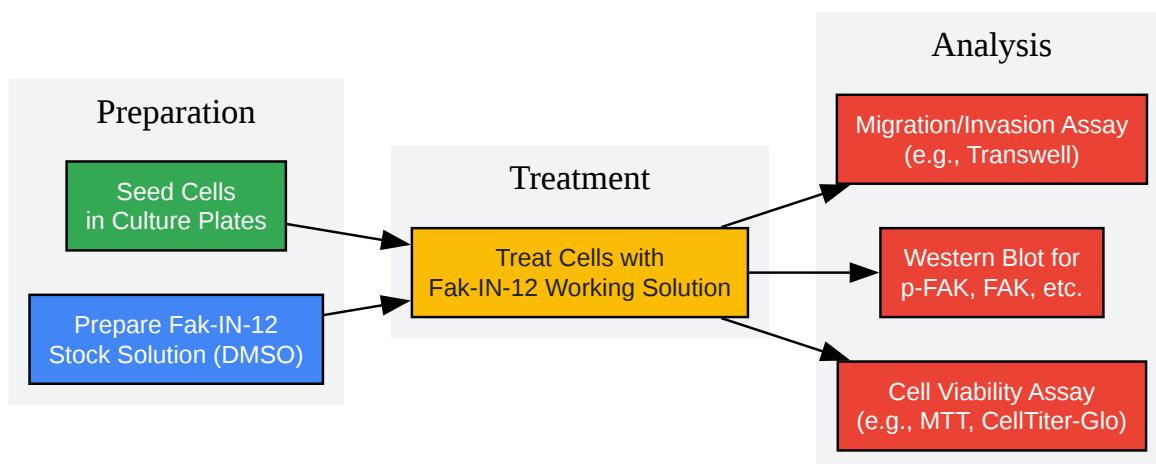 Preparation
Seed Cells
in Culture Plates
Prepare Fak-IN-12
Stock Solution (DMSO)
Treatment
Treat Cells with
Fak-IN-12 Working Solution
Analysis
Migration/Invasion Assay
(e.g., Transwell)
Western Blot for
p-FAK, FAK, etc.
Cell Viability Assay
(e.g., MTT, CellTiter-Glo)